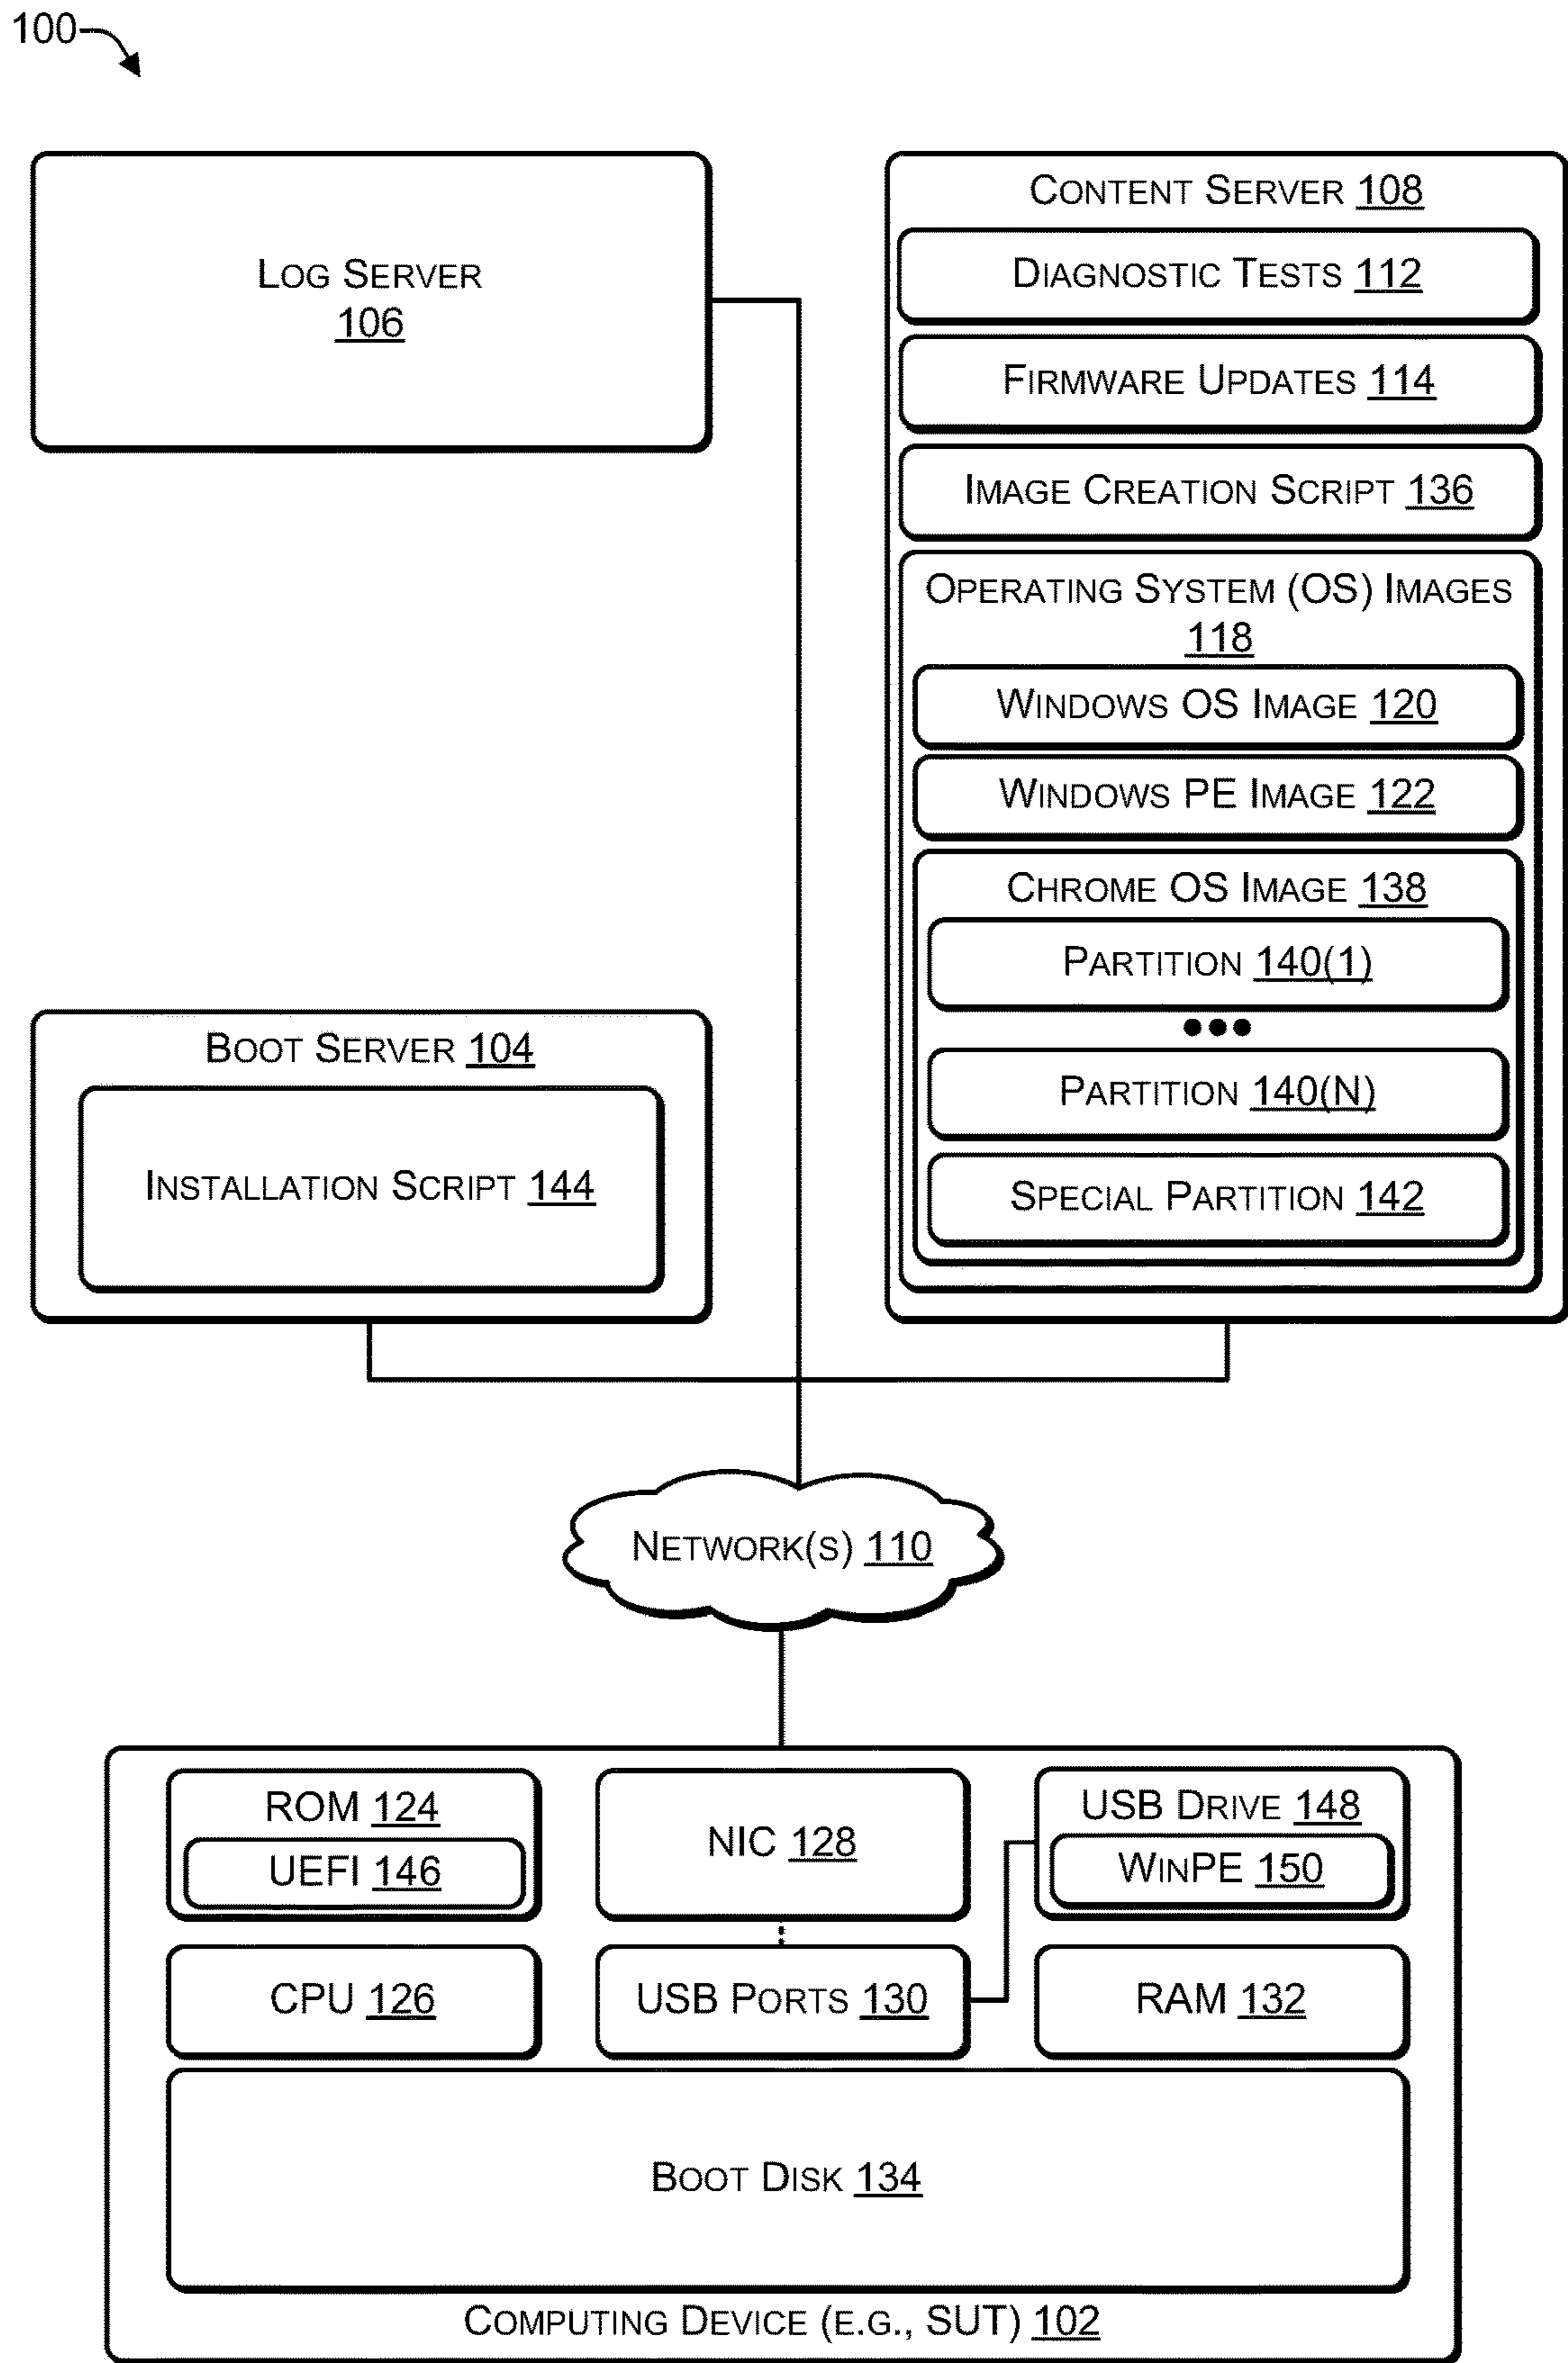 100
LOG SERVER
106
CONTENT SERVER 108
DIAGNOSTIC TESTS 112
FIRMWARE UPDATES 114
IMAGE CREATION SCRIPT 136
OPERATING SYSTEM (OS) IMAGES
118
WINDOWS OS IMAGE 120
WINDOWS PE IMAGE 122
CHROME OS IMAGE 138
PARTITION 140(1)
•••
PARTITION 140(N)
SPECIAL PARTITION 142
BOOT SERVER 104
INSTALLATION SCRIPT 144
NETWORK(S) 110
ROM 124
UEFI 146
NIC 128
USB DRIVE 148
WINPE 150
CPU 126
USB PORTS 130
RAM 132
BOOT DISK 134
COMPUTING DEVICE (E.G., SUT) 102